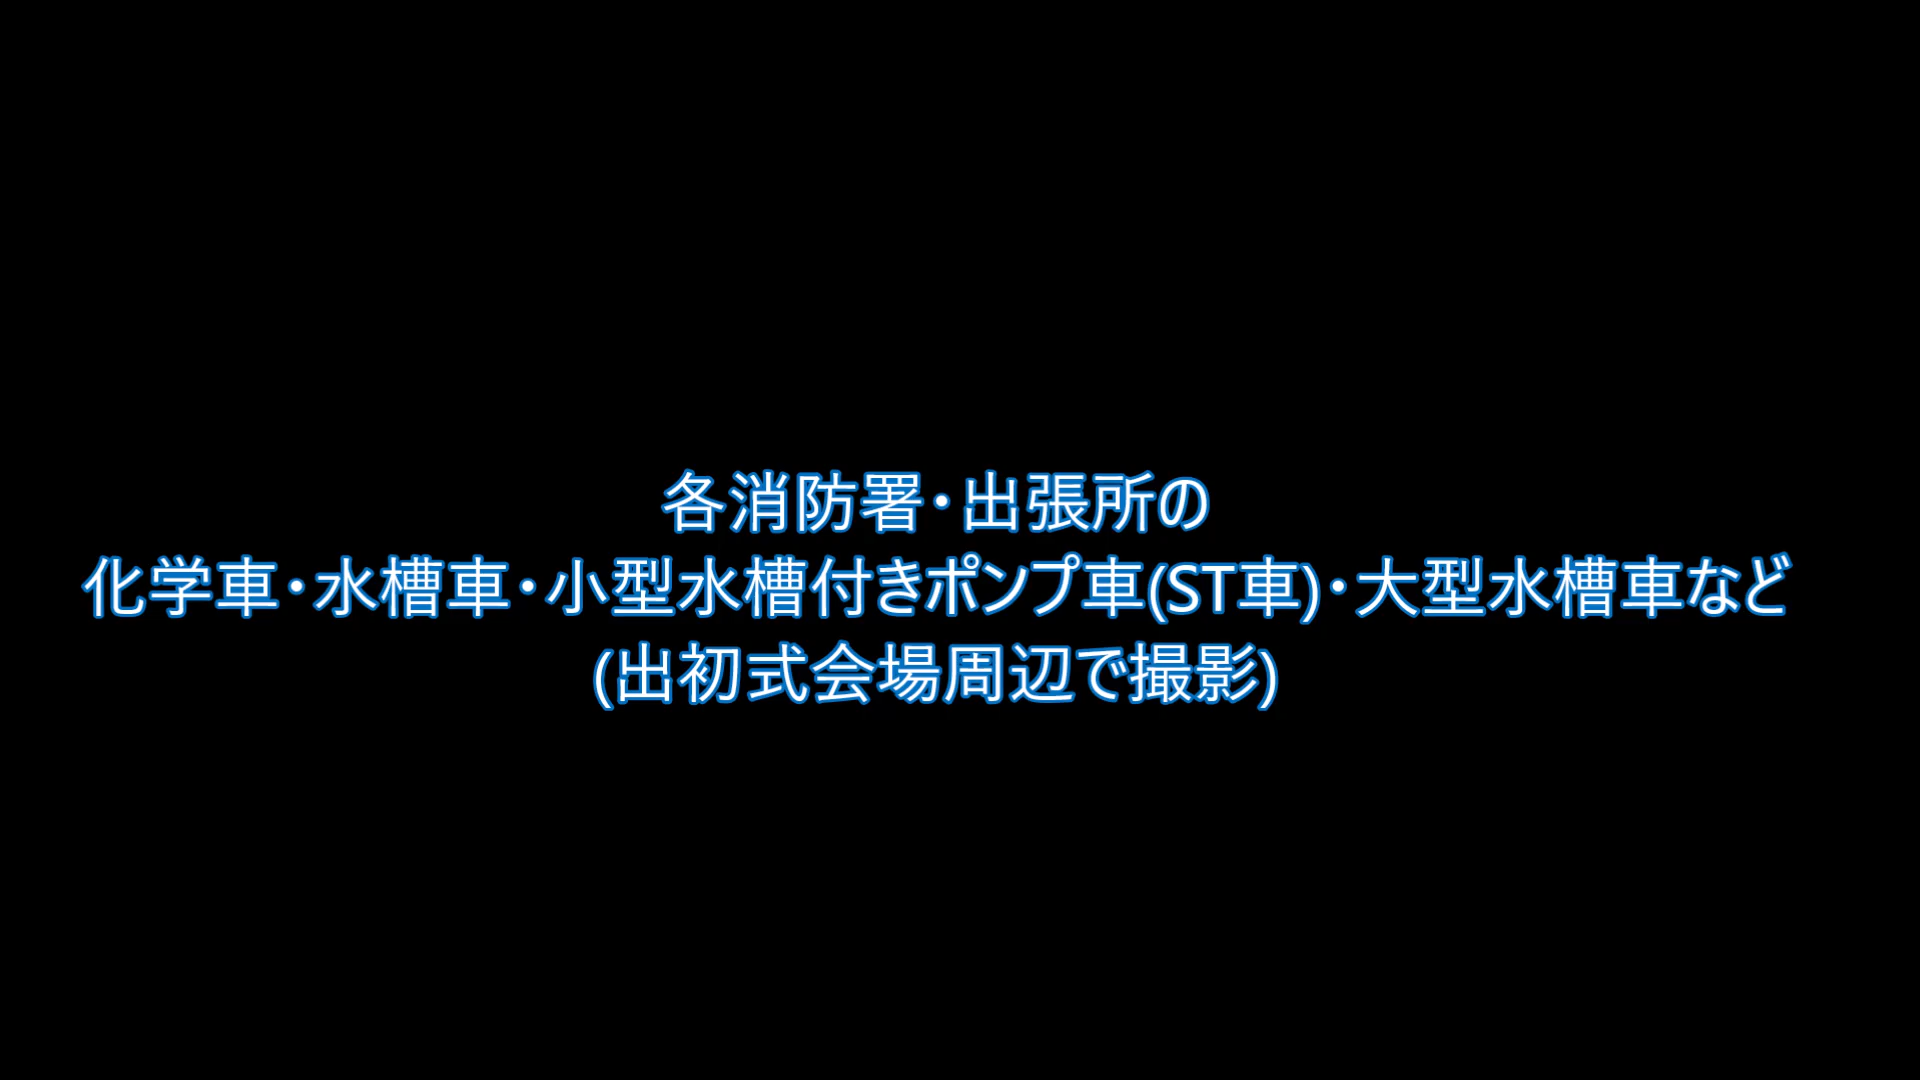 各消防署・出張所の
化学車・水槽車・小型水槽付きポンプ車(ST車)・大型水槽車など
(出初式会場周辺で撮影)